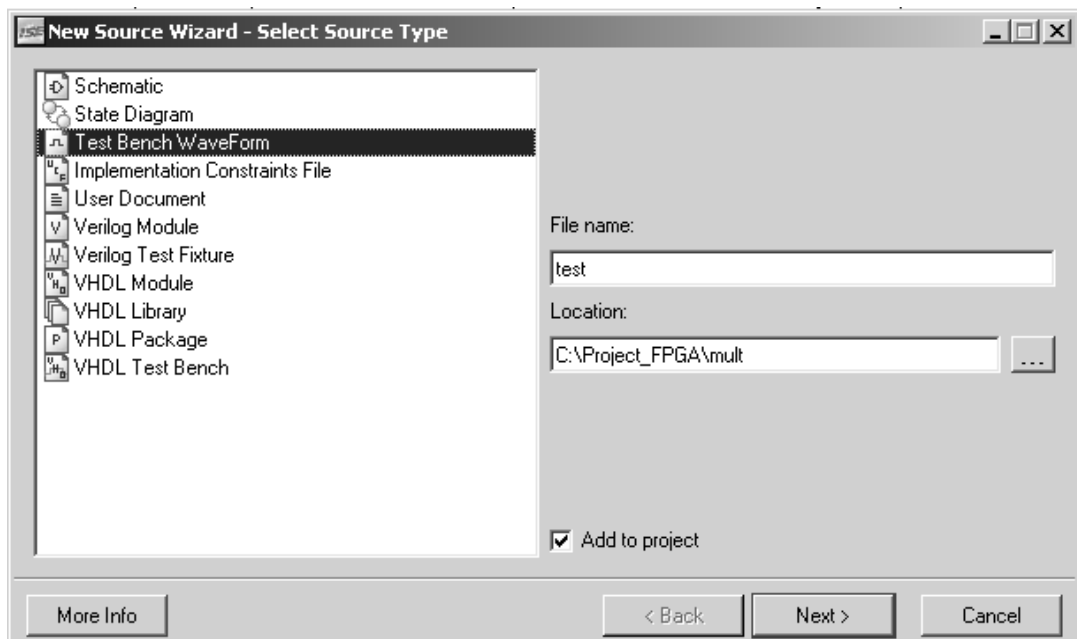 New Source Wizard - Select Source Type
Schematic
State Diagram
Test Bench WaveForm
Implementation Constraints File
User Document
Verilog Module
Verilog Test Fixture
VHDL Module
VHDL Library
VHDL Package
VHDL Test Bench
File name:
test
Location:
C:\Project_FPGA\mult
...
Add to project
More Info
< Back
Next >
Cancel